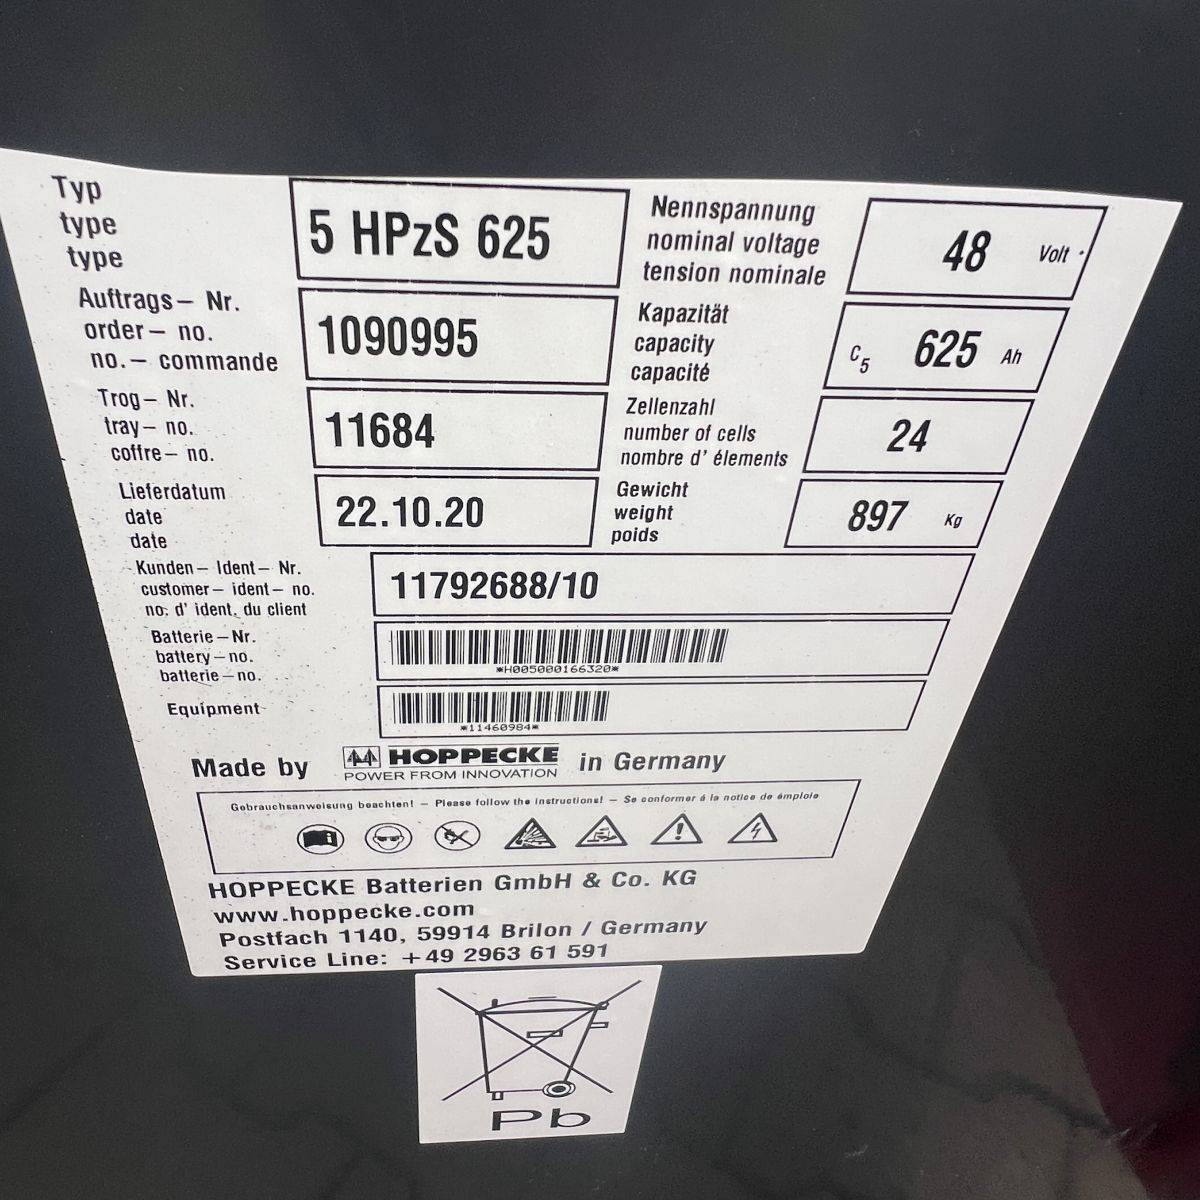 Typ
type
type
5 HPzS 625
Nennspannung
nominal voltage
tension nominale
48 Volt
Auftrags– Nr.
order– no.
no.– commande
1090995
Kapazität
capacity
capacité
C5 625 Ah
Trog– Nr.
tray– no.
coffre– no.
11684
Zellenzahl
number of cells
nombre d' élements
24
Lieferdatum
date
date
22.10.20
Gewicht
weight
poids
897 Kg
Kunden– Ident– Nr.
customer– ident– no.
no. d' ident. du client
11792688/10
Batterie–Nr.
battery–no.
batterie–no.
*H005000166320*
Equipment
*11460984*
Made by HOPPECKE in Germany
POWER FROM INNOVATION
Gebrauchsanweisung beachten! – Please follow the instructions! – Se conformer á la notice de émploie
HOPPECKE Batterien GmbH & Co. KG
www.hoppecke.com
Postfach 1140, 59914 Brilon / Germany
Service Line: +49 2963 61 591
Pb